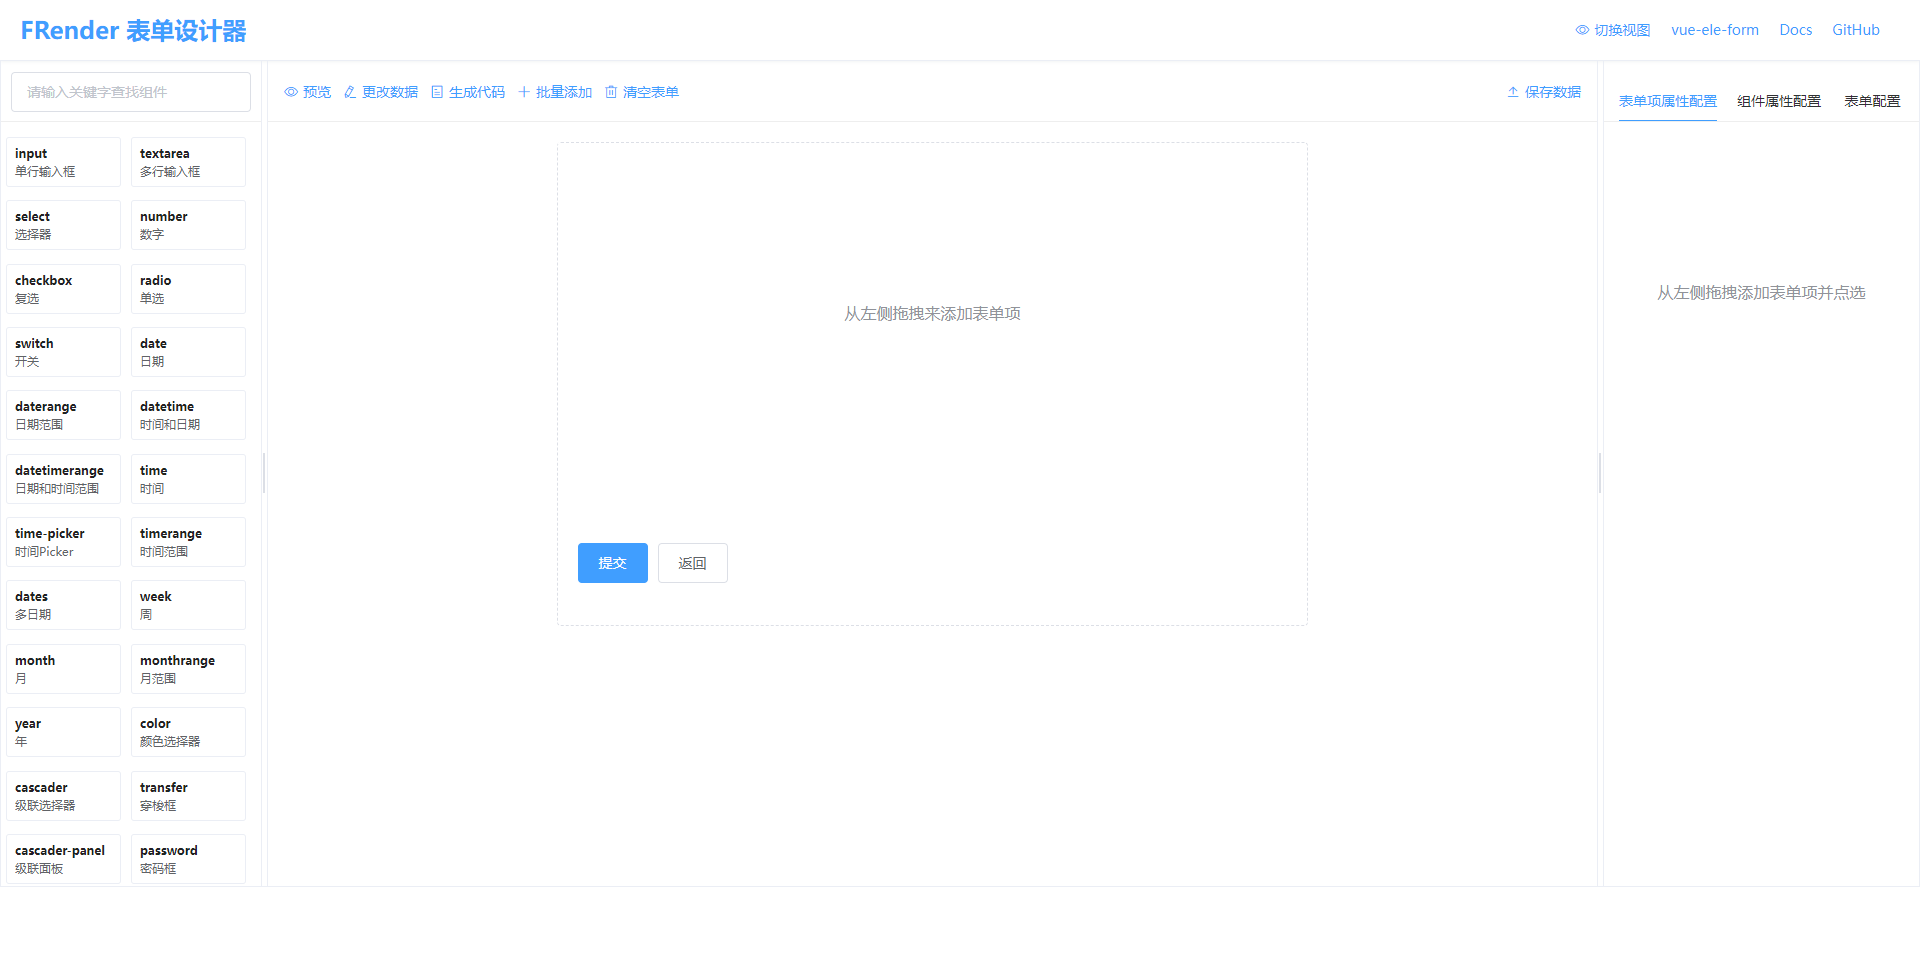 FRender 表单设计器
切换视图 vue-ele-form Docs GitHub
请输入关键字查找组件
input
单行输入框
textarea
多行输入框
select
选择器
number
数字
checkbox
复选
radio
单选
switch
开关
date
日期
daterange
日期范围
datetime
时间和日期
datetimerange
日期和时间范围
time
时间
time-picker
时间Picker
timerange
时间范围
dates
多日期
week
周
month
月
monthrange
月范围
year
年
color
颜色选择器
cascader
级联选择器
transfer
穿梭框
cascader-panel
级联面板
password
密码框
预览 更改数据 生成代码 批量添加 清空表单 保存数据
从左侧拖拽来添加表单项
提交 返回
表单项属性配置 组件属性配置 表单配置
从左侧拖拽添加表单项并点选